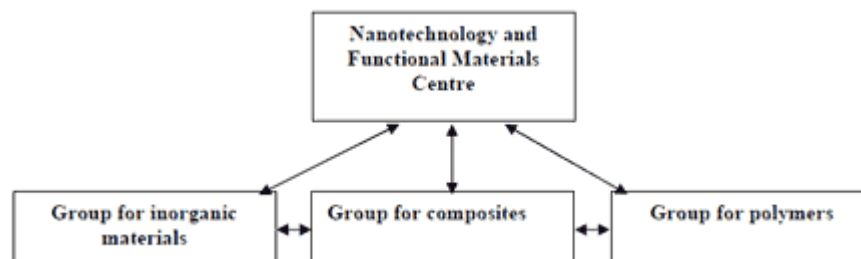 Nanotechnology and
Functional Materials
Centre
Group for inorganic
materials
Group for composites
Group for polymers